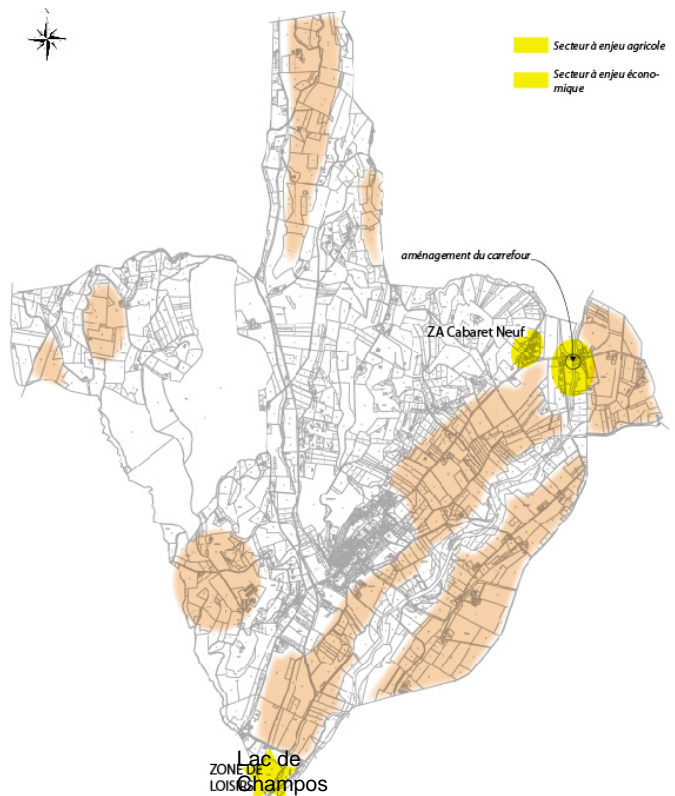 Secteur à enjeu agricole
Secteur à enjeu écono-
mique
aménagement du carrefour
ZA Cabaret Neuf
Lac de
Champos
ZONE DE
LOISIRS